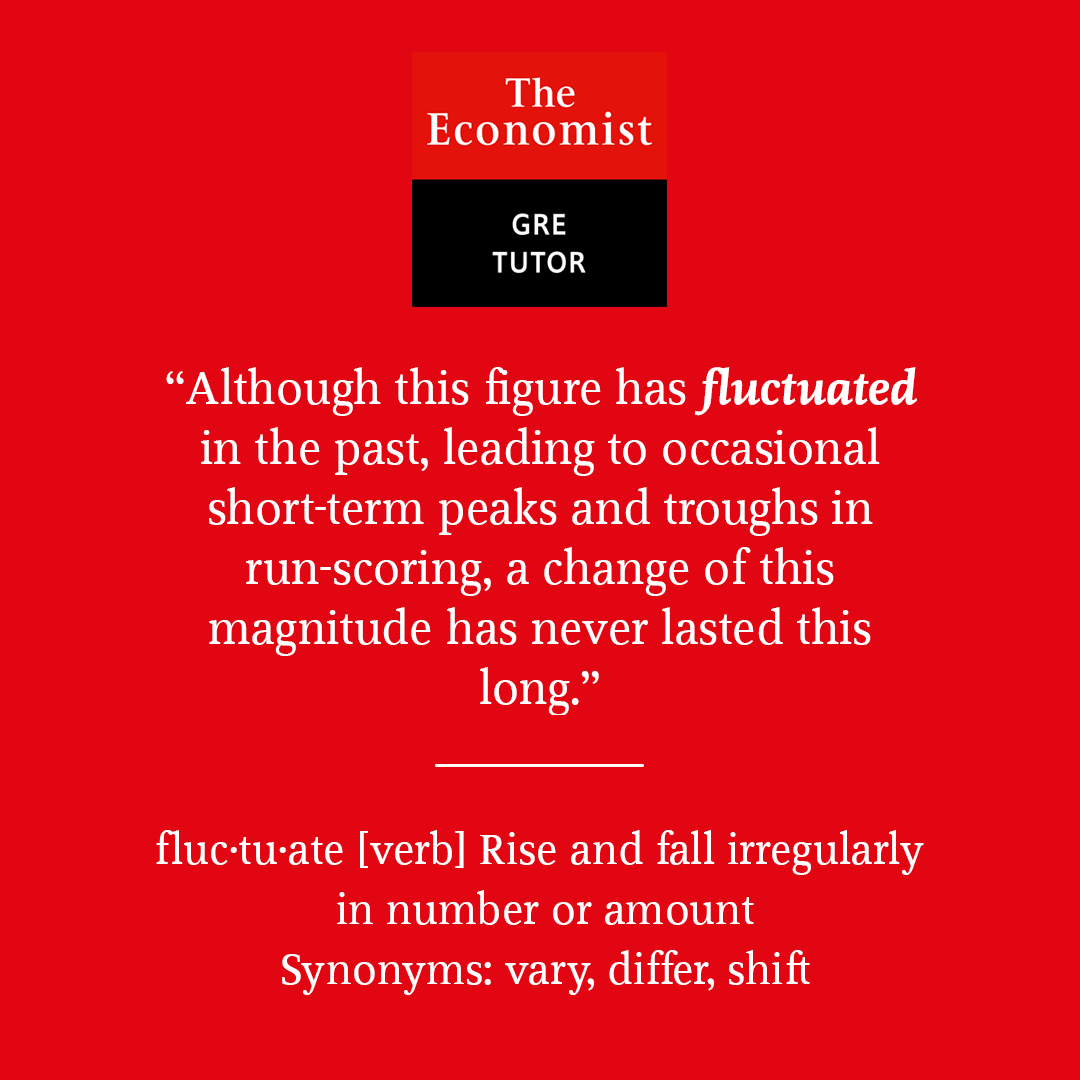 The
Economist
GRE
TUTOR
“Although this figure has fluctuated
in the past, leading to occasional
short-term peaks and troughs in
run-scoring, a change of this
magnitude has never lasted this
long.”
fluc·tu·ate [verb] Rise and fall irregularly
in number or amount
Synonyms: vary, differ, shift